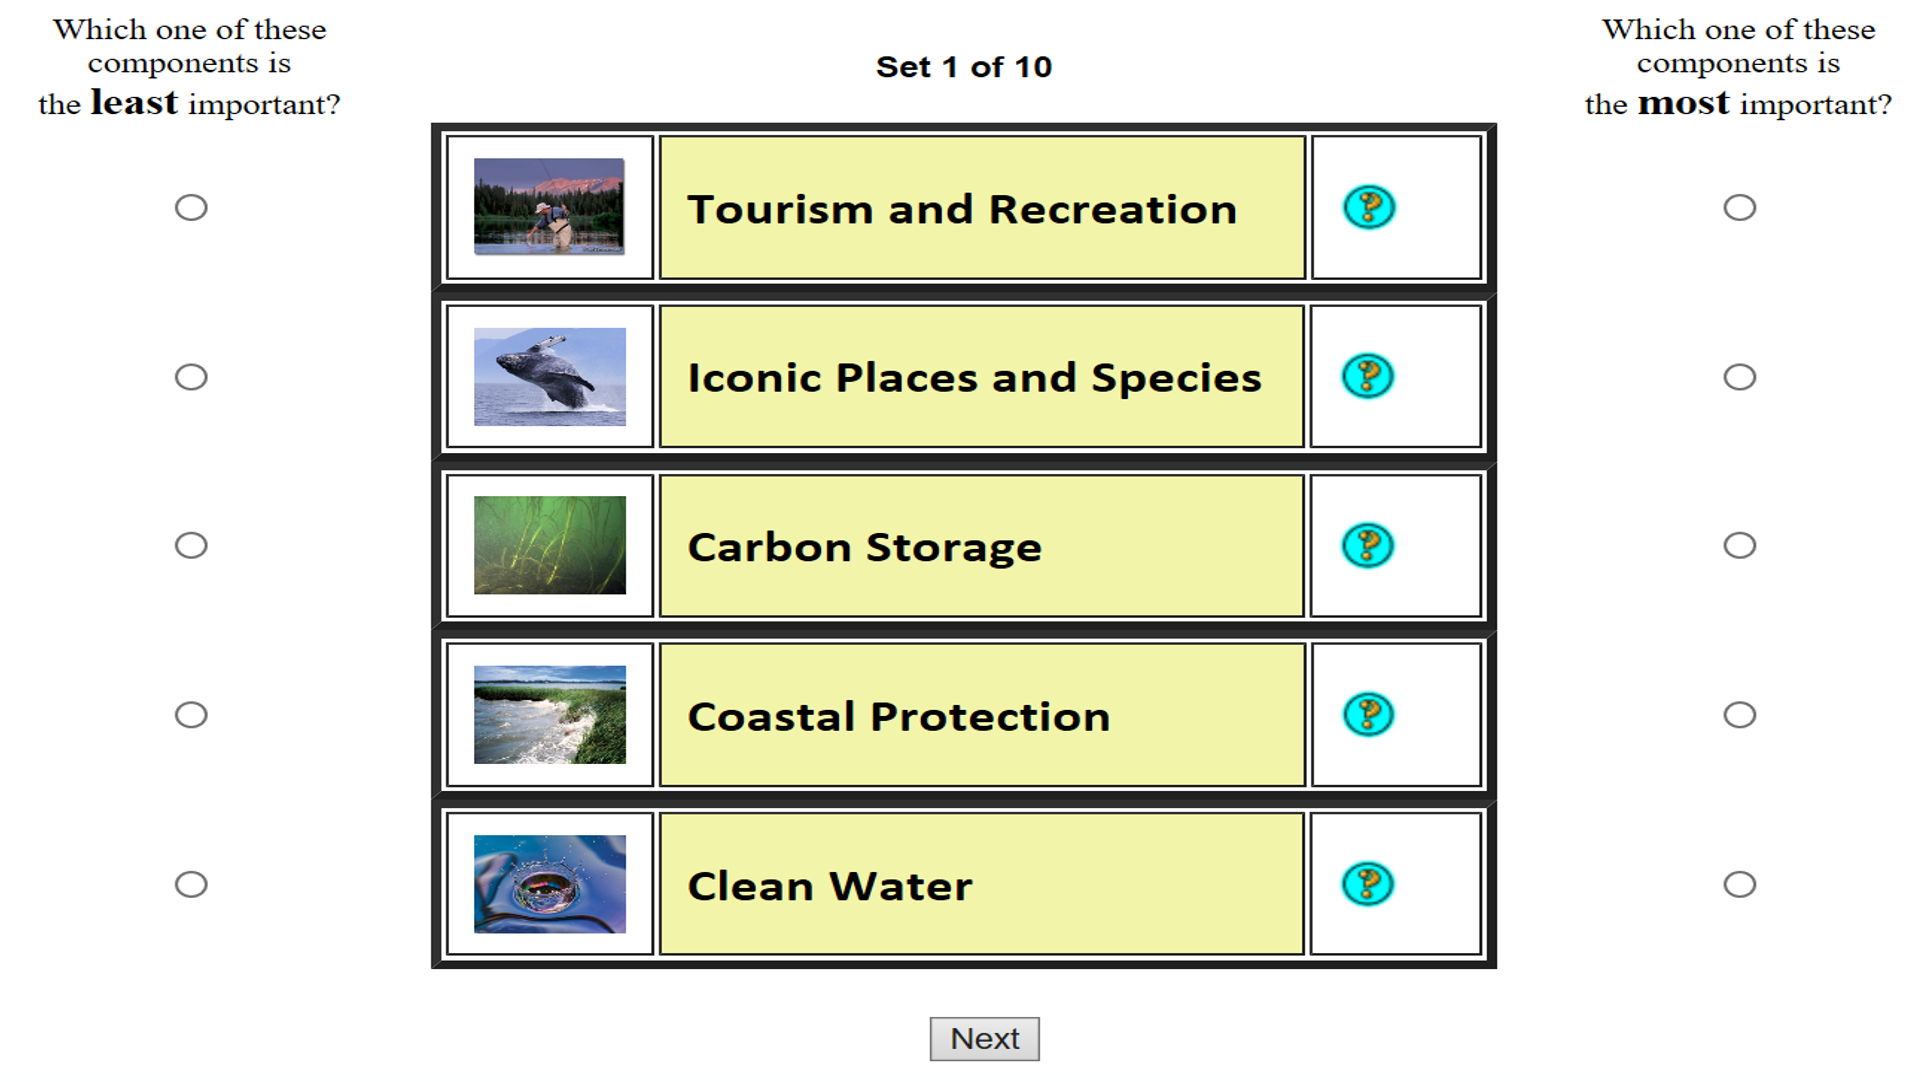 Which one of these
components is
the least important?
Set 1 of 10
Which one of these
components is
the most important?
Tourism and Recreation
?
Iconic Places and Species
?
Carbon Storage
?
Coastal Protection
?
Clean Water
?
Next